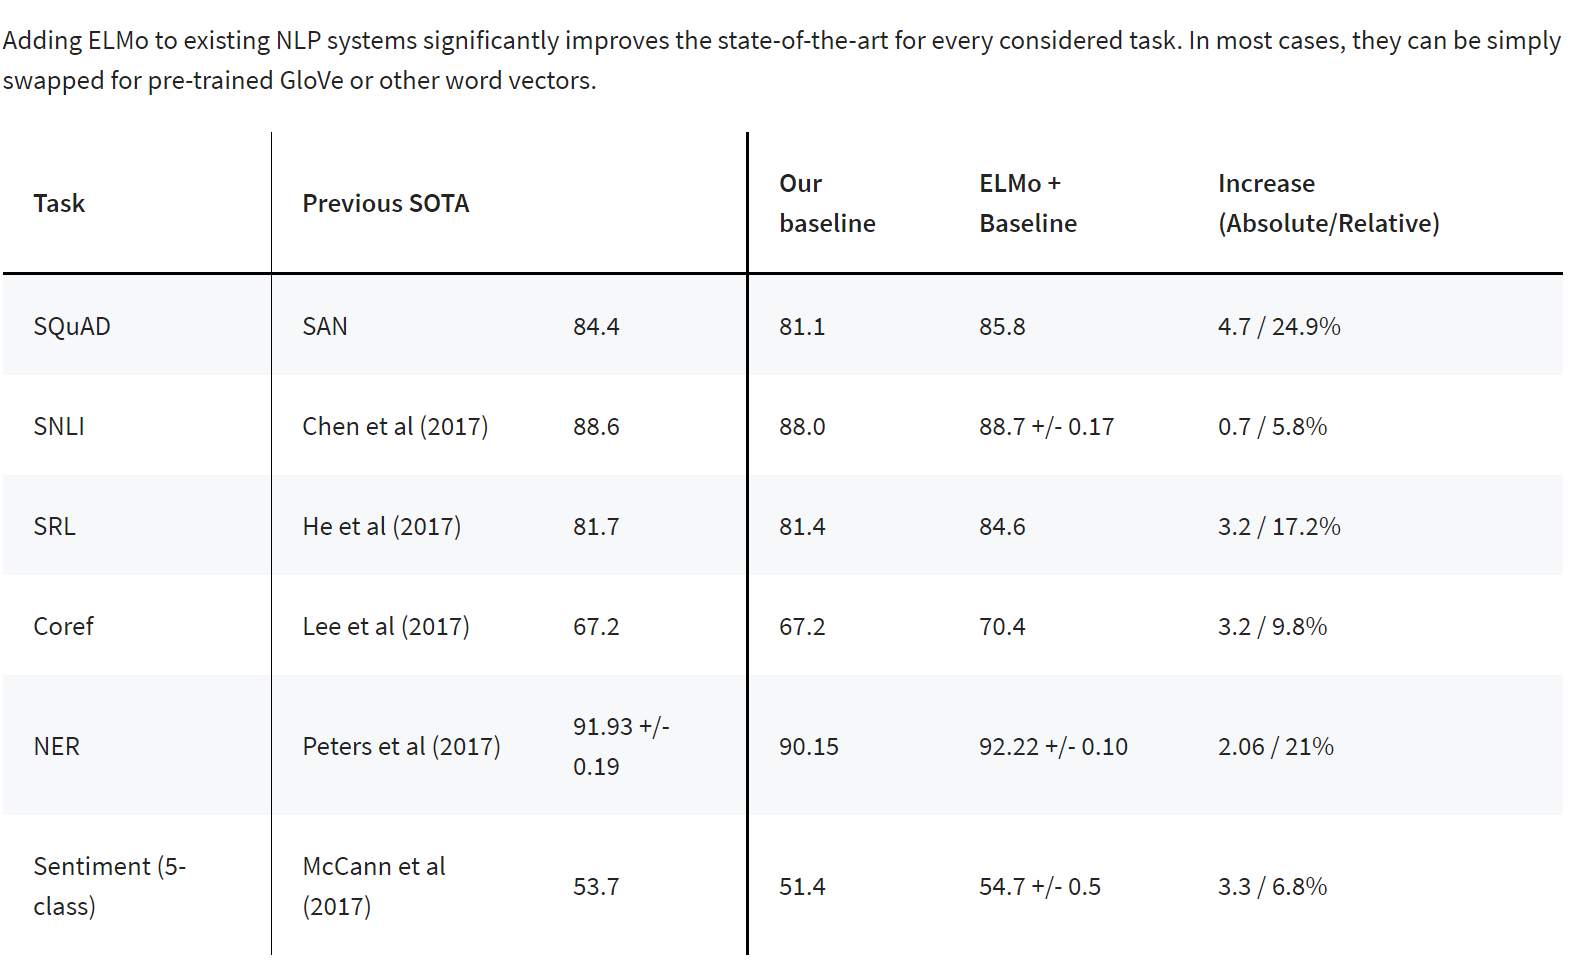 Adding ELMo to existing NLP systems significantly improves the state-of-the-art for every considered task. In most cases, they can be simply
swapped for pre-trained GloVe or other word vectors.
Task Previous SOTA Our baseline ELMo + Baseline Increase (Absolute/Relative)
SQuAD SAN 84.4 81.1 85.8 4.7 / 24.9%
SNLI Chen et al (2017) 88.6 88.0 88.7 +/- 0.17 0.7 / 5.8%
SRL He et al (2017) 81.7 81.4 84.6 3.2 / 17.2%
Coref Lee et al (2017) 67.2 67.2 70.4 3.2 / 9.8%
NER Peters et al (2017) 91.93 +/- 0.19 90.15 92.22 +/- 0.10 2.06 / 21%
Sentiment (5-class) McCann et al (2017) 53.7 51.4 54.7 +/- 0.5 3.3 / 6.8%